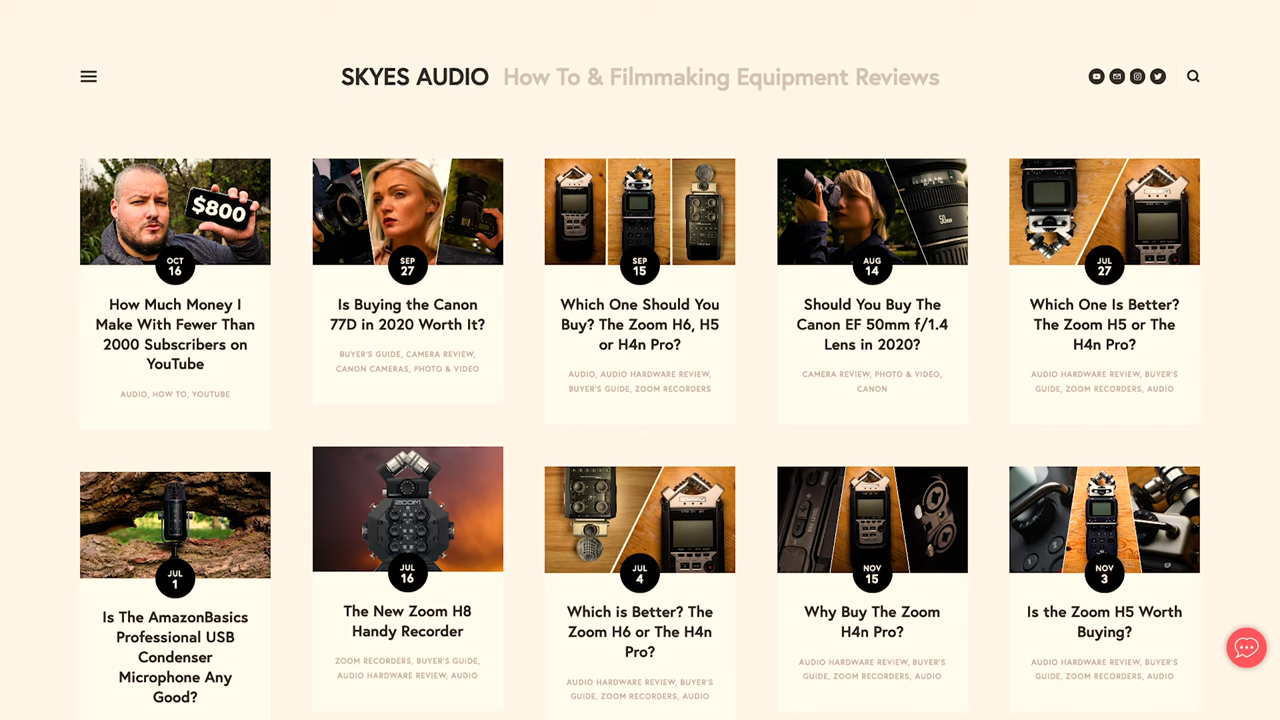 SKYES AUDIO How To & Filmmaking Equipment Reviews
$800
OCT
16
How Much Money I
Make With Fewer Than
2000 Subscribers on
YouTube
AUDIO, HOW TO, YOUTUBE
SEP
27
Is Buying the Canon
77D in 2020 Worth It?
BUYER'S GUIDE, CAMERA REVIEW,
CANON CAMERAS, PHOTO & VIDEO
SEP
15
Which One Should You
Buy? The Zoom H6, H5
or H4n Pro?
AUDIO, AUDIO HARDWARE REVIEW,
BUYER'S GUIDE, ZOOM RECORDERS
50
AUG
14
Should You Buy The
Canon EF 50mm f/1.4
Lens in 2020?
CAMERA REVIEW, PHOTO & VIDEO,
CANON
JUL
27
Which One Is Better?
The Zoom H5 or The
H4n Pro?
AUDIO HARDWARE REVIEW, BUYER'S
GUIDE, ZOOM RECORDERS, AUDIO
JUL
1
Is The AmazonBasics
Professional USB
Condenser
Microphone Any
Good?
ZOOM
JUL
16
The New Zoom H8
Handy Recorder
ZOOM RECORDERS, BUYER'S GUIDE,
AUDIO HARDWARE REVIEW, AUDIO
JUL
4
Which is Better? The
Zoom H6 or The H4n
Pro?
AUDIO HARDWARE REVIEW, BUYER'S
GUIDE, ZOOM RECORDERS, AUDIO
NOV
15
Why Buy The Zoom
H4n Pro?
AUDIO HARDWARE REVIEW, BUYER'S
GUIDE, ZOOM RECORDERS, AUDIO
NOV
3
Is the Zoom H5 Worth
Buying?
AUDIO HARDWARE REVIEW, BUYER'S
GUIDE, ZOOM RECORDERS, AUDIO